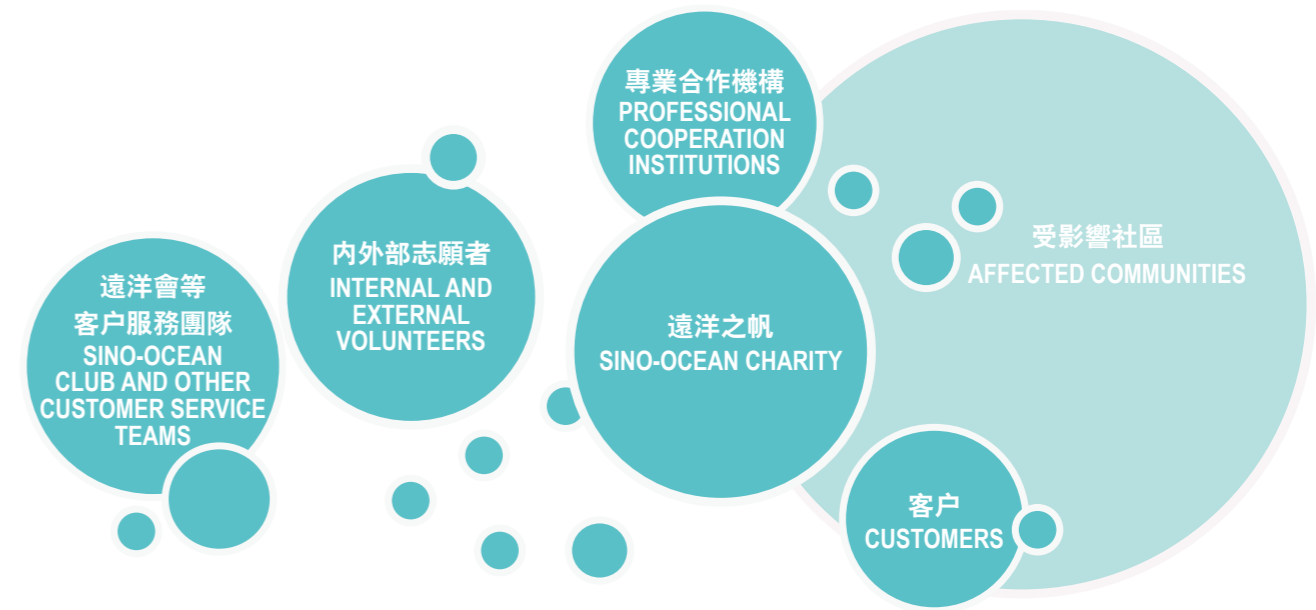 遠洋會等
客户服務團隊
SINO-OCEAN
CLUB AND OTHER
CUSTOMER SERVICE
TEAMS
内外部志願者
INTERNAL AND
EXTERNAL
VOLUNTEERS
專業合作機構
PROFESSIONAL
COOPERATION
INSTITUTIONS
遠洋之帆
SINO-OCEAN CHARITY
受影響社區
AFFECTED COMMUNITIES
客户
CUSTOMERS